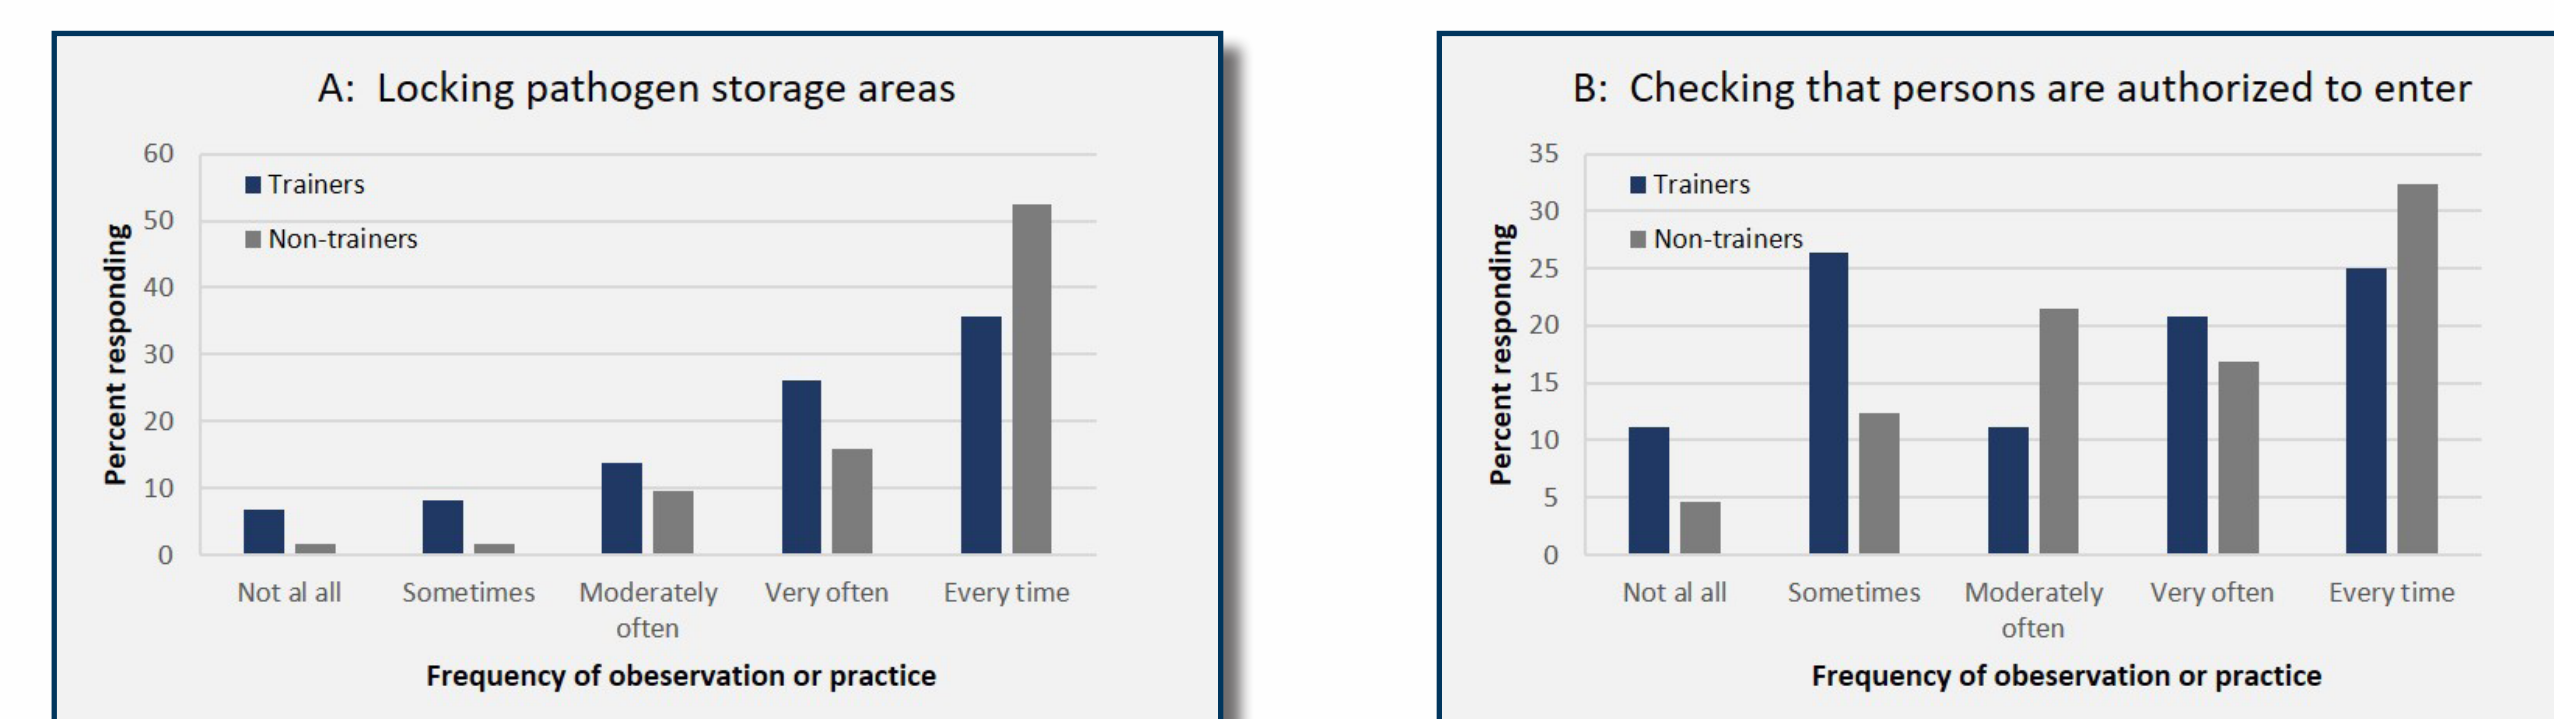 A: Locking pathogen storage areas
60
50
40
30
20
10
0
Percent responding
Trainers
Non-trainers
Not al all
Sometimes
Moderately
often
Very often
Every time
Frequency of obeservation or practice
B: Checking that persons are authorized to enter
35
30
25
20
15
10
5
0
Percent responding
Trainers
Non-trainers
Not al all
Sometimes
Moderately
often
Very often
Every time
Frequency of obeservation or practice